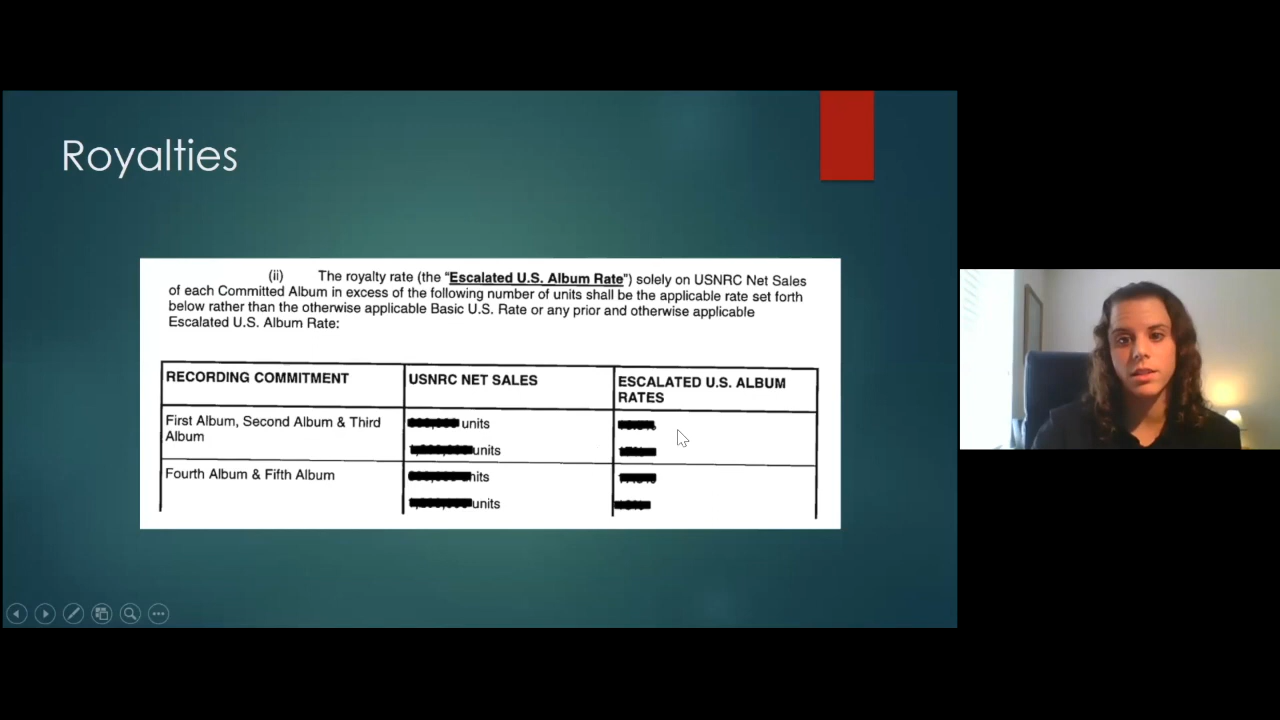 Royalties
(ii) The royalty rate (the "Escalated U.S. Album Rate") solely on USNRC Net Sales
of each Committed Album in excess of the following number of units shall be the applicable rate set forth
below rather than the otherwise applicable Basic U.S. Rate or any prior and otherwise applicable
Escalated U.S. Album Rate:
RECORDING COMMITMENT USNRC NET SALES ESCALATED U.S. ALBUM
RATES
First Album, Second Album & Third units
Album
units
Fourth Album & Fifth Album nits
units